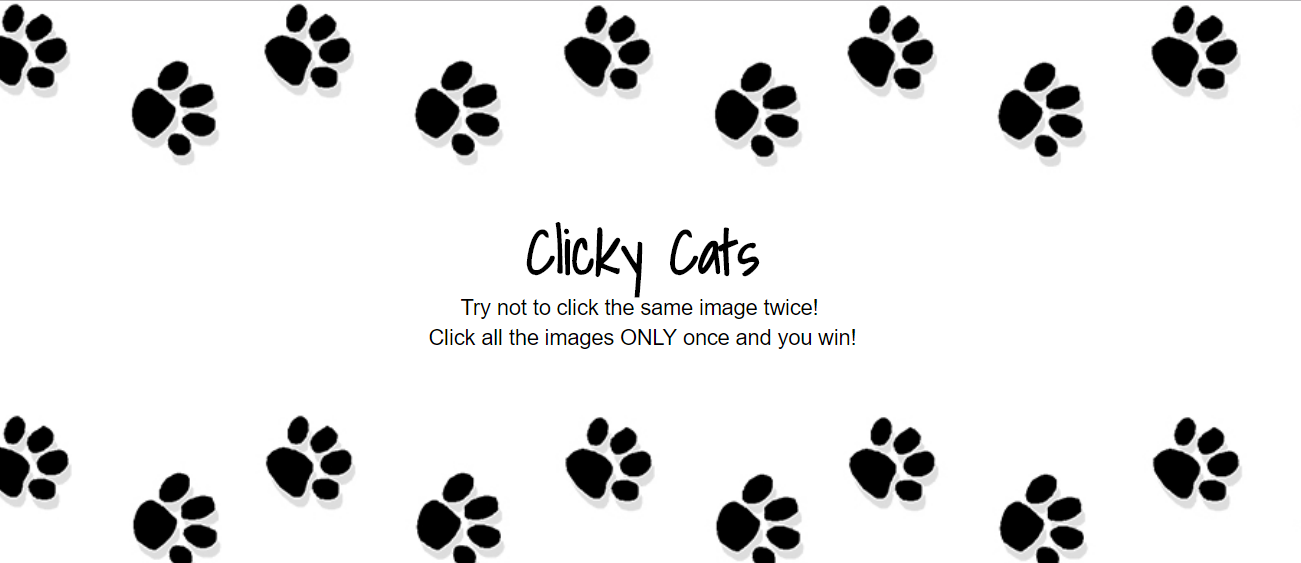 Clicky Cats
Try not to click the same image twice!
Click all the images ONLY once and you win!